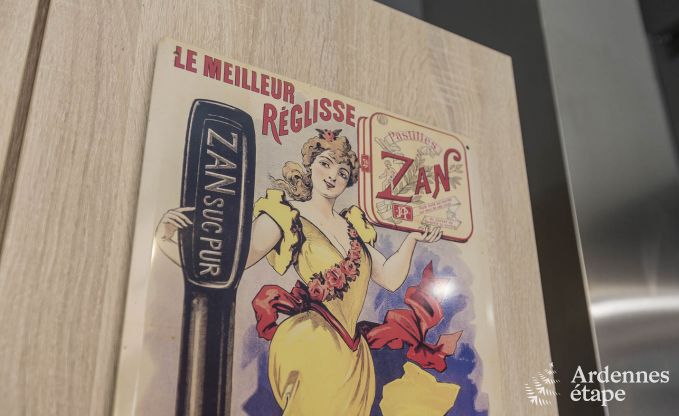 LE MEILLEUR
RÉGLISSE
ZAN SUC PUR
Pastilles
ZAN
Ardennes
étape